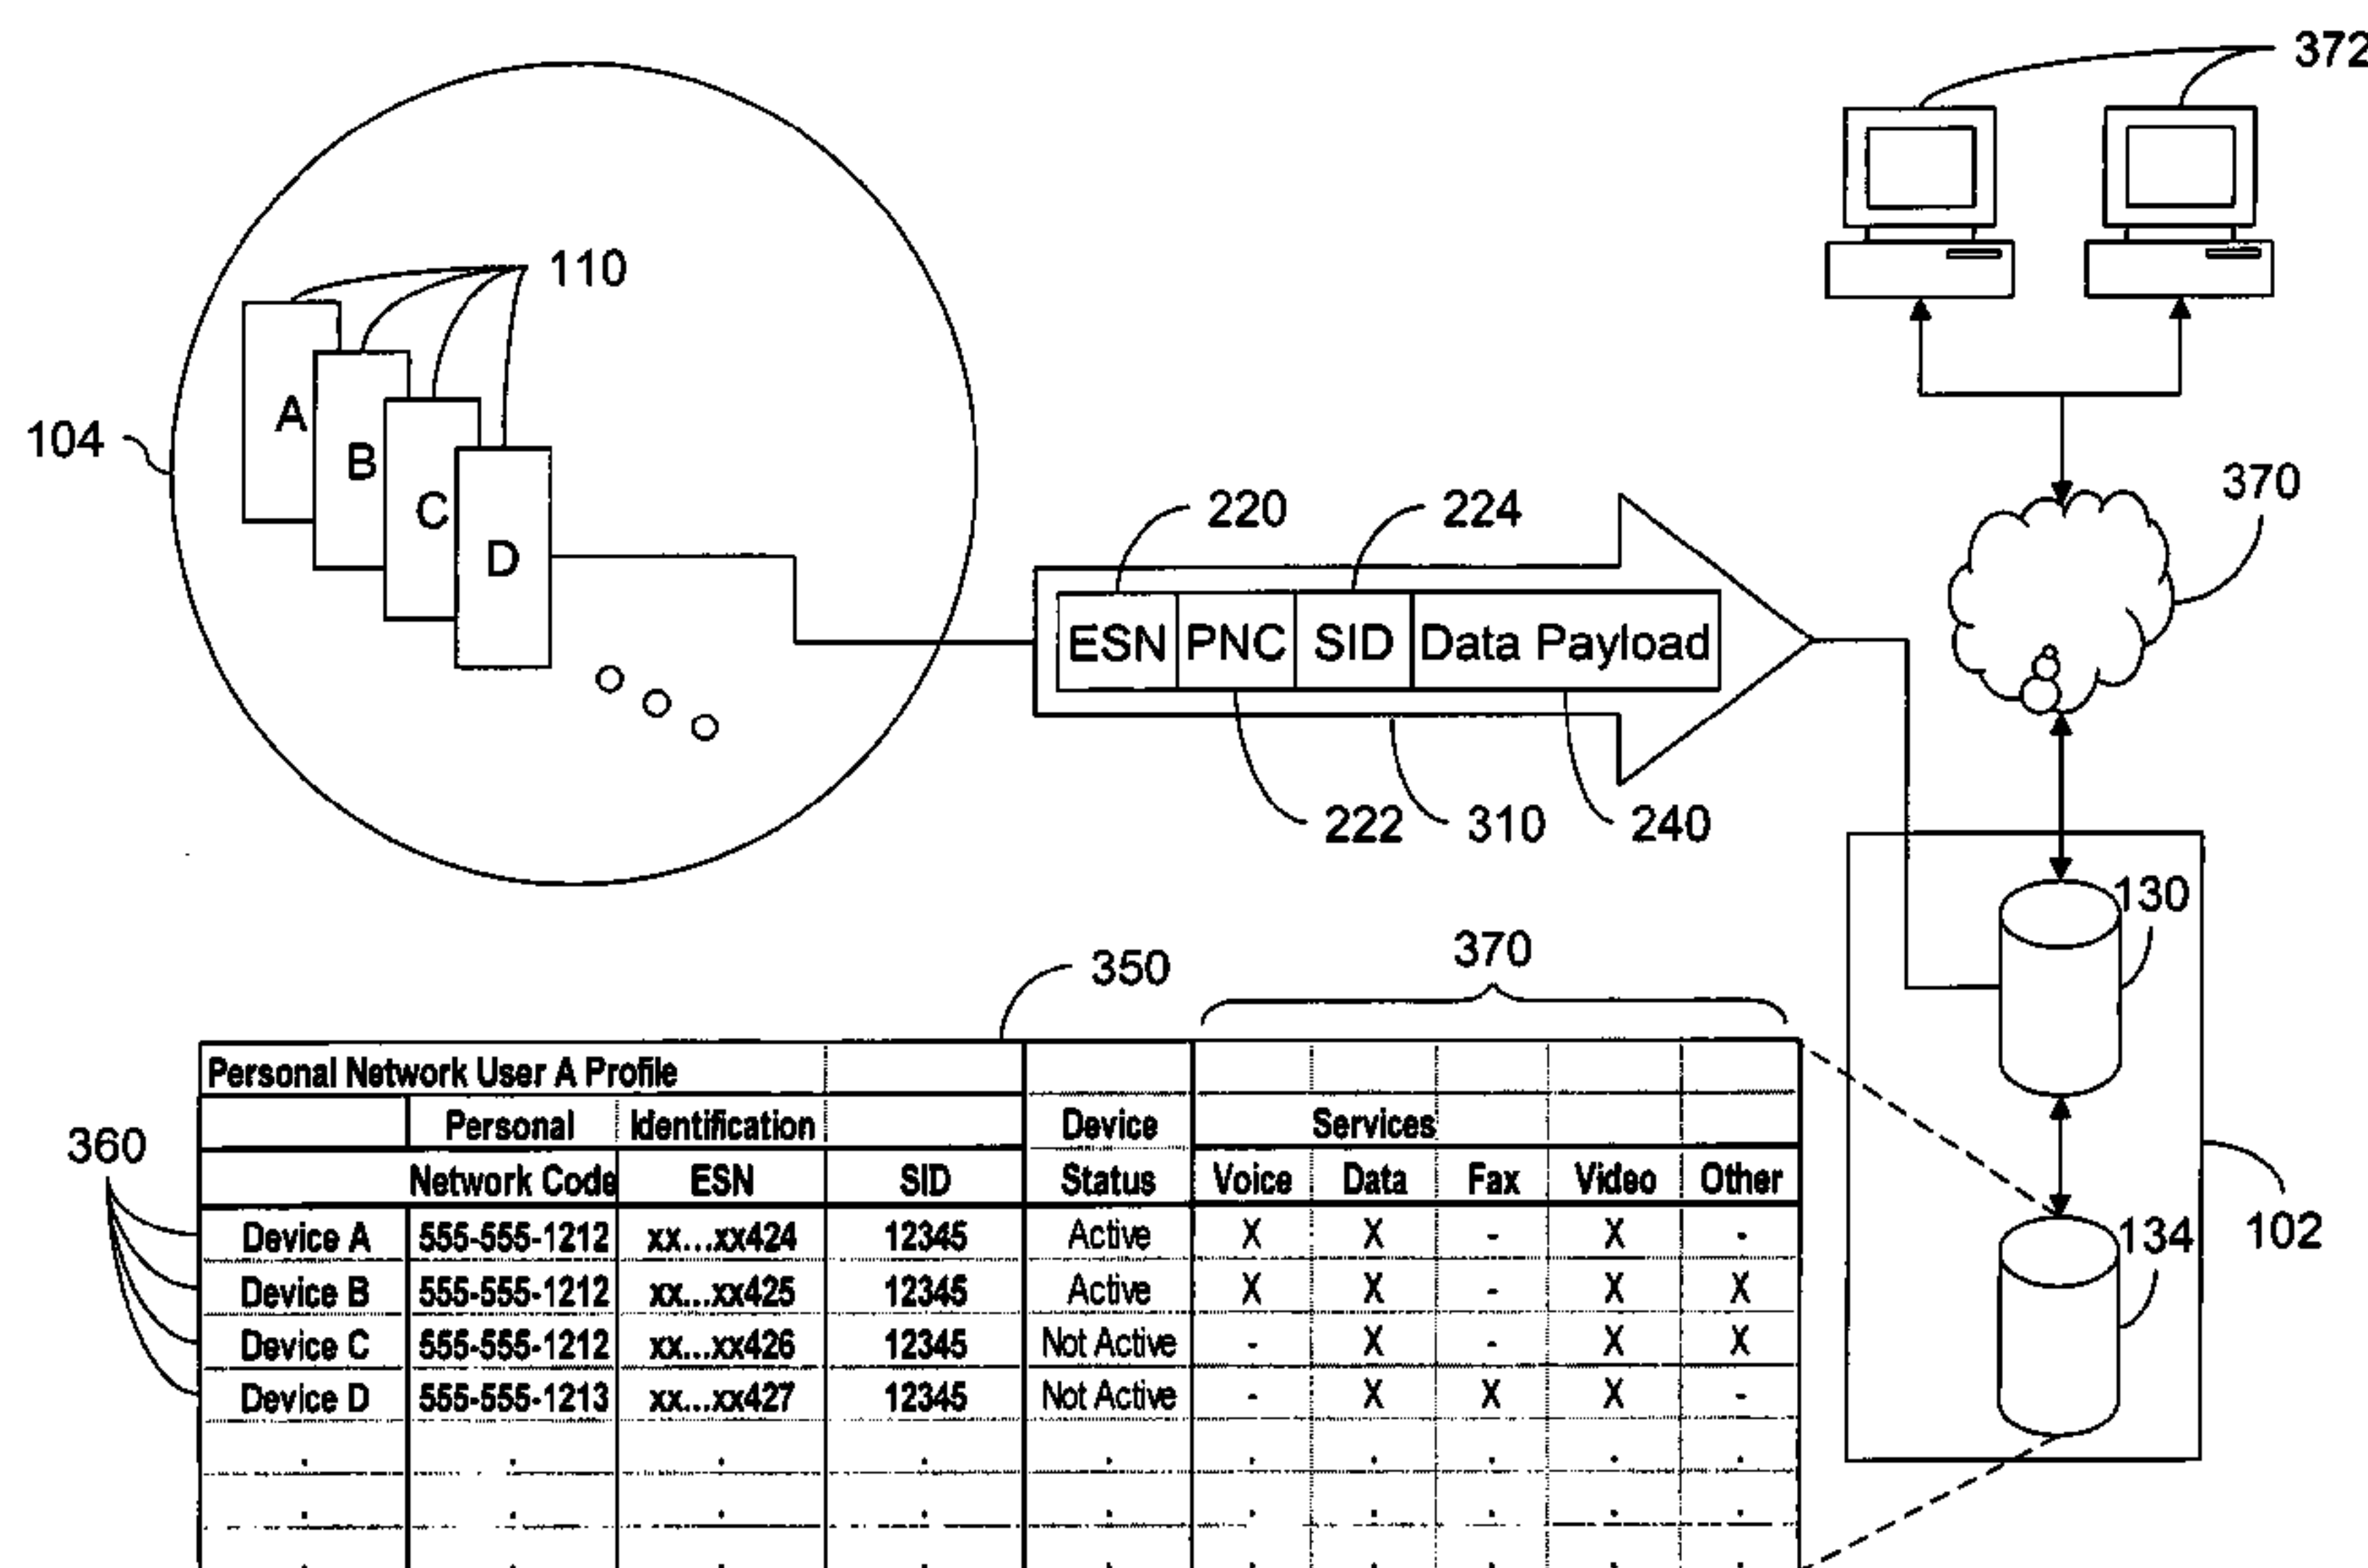 372
110
A
B
C
D
104
370
220
224
ESN PNC SID Data Payload
222
310
240
130
350
370
Personal Network User A Profile
Personal Identification Device Services
360
Network Code ESN SID Status Voice Data Fax Video Other
Device A 555-555-1212 xx...xx424 12345 Active X X - X -
Device B 555-555-1212 xx...xx425 12345 Active X X - X X
Device C 555-555-1212 xx...xx426 12345 Not Active - X - X X
Device D 555-555-1213 xx...xx427 12345 Not Active - X X X -
134
102